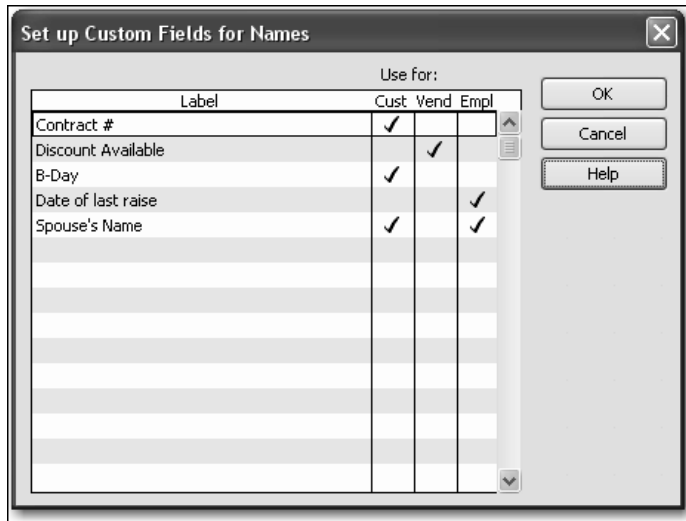 Set up Custom Fields for Names
Use for:
Label Cust Vend Empl
Contract #
Discount Available
B-Day
Date of last raise
Spouse's Name
OK
Cancel
Help